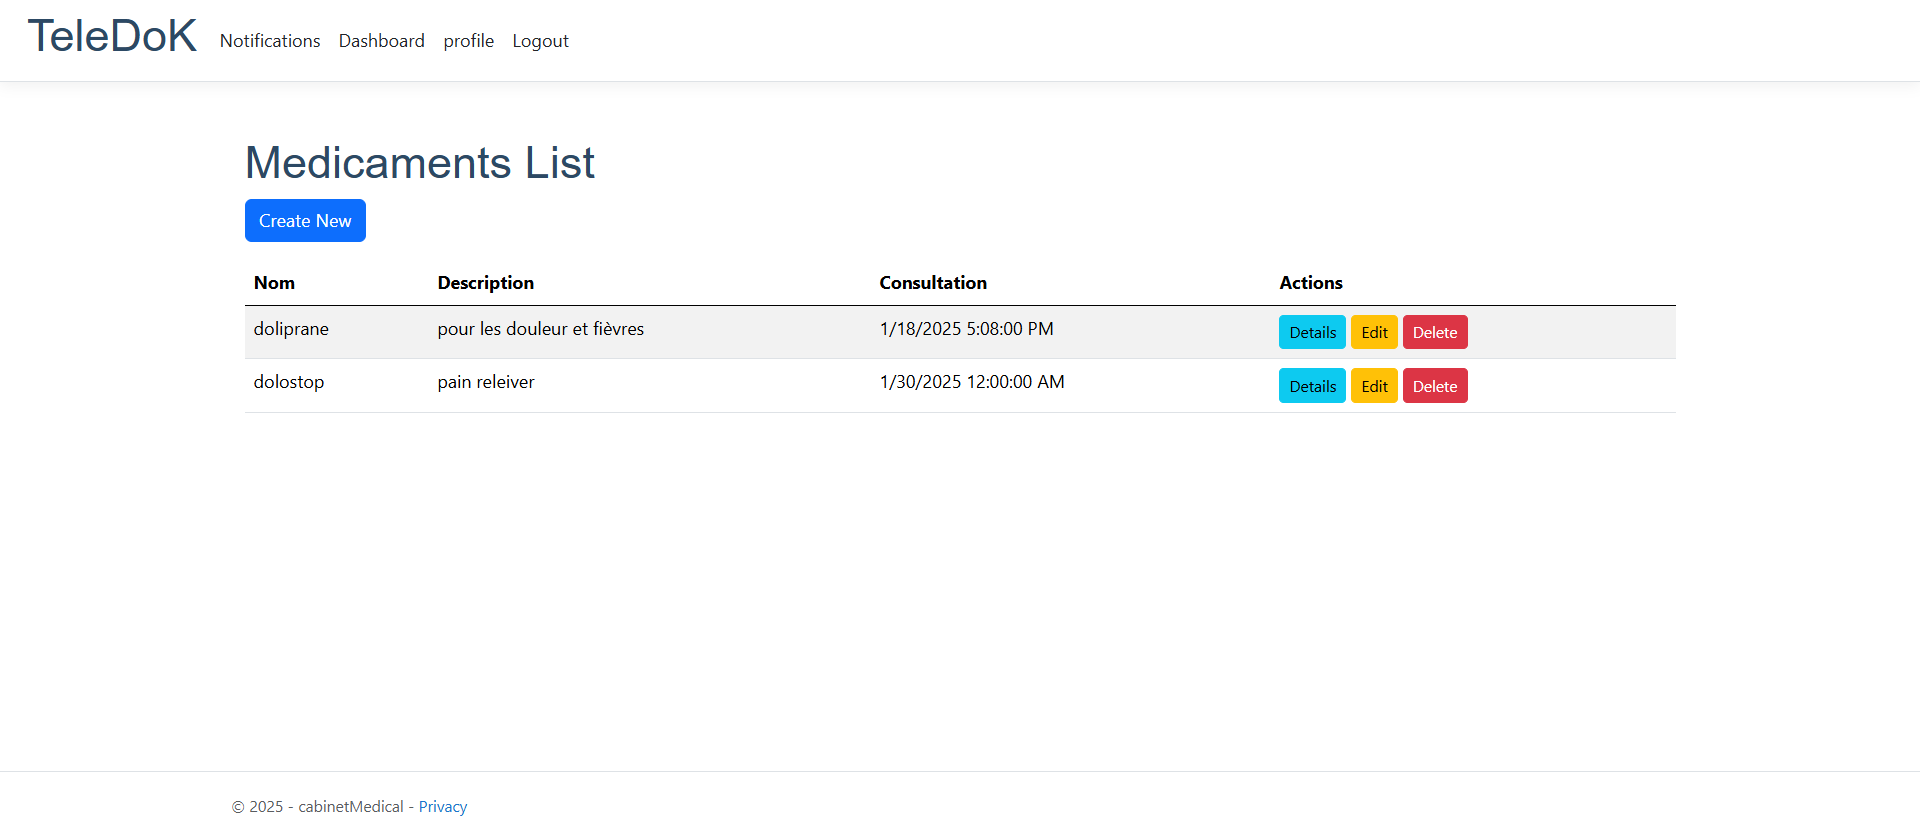 TeleDoK Notifications Dashboard profile Logout
Medicaments List
Create New
Nom Description Consultation Actions
doliprane pour les douleur et fièvres 1/18/2025 5:08:00 PM Details Edit Delete
dolostop pain releiver 1/30/2025 12:00:00 AM Details Edit Delete
© 2025 - cabinetMedical - Privacy